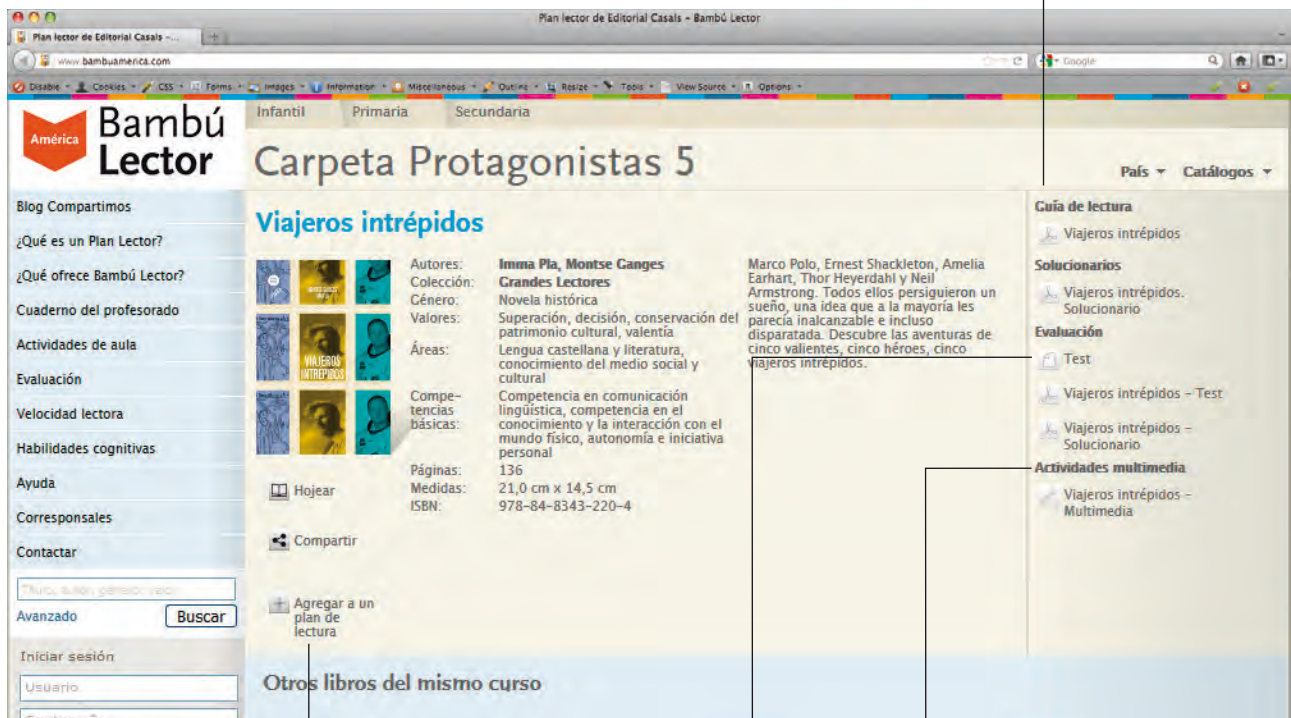 Plan lector de Editorial Casals – Bambú Lector
Plan lector de Editorial Casals –...
www.bambuamerica.com
Google
Disable
Cookies
CSS
Forms
Images
Information
Miscellaneous
Outline
Resize
Tools
View Source
Options
América
Bambú
Lector
Infantil
Primaria
Secundaria
Carpeta Protagonistas 5
País
Catálogos
Blog Compartimos
¿Qué es un Plan Lector?
¿Qué ofrece Bambú Lector?
Cuaderno del profesorado
Actividades de aula
Evaluación
Velocidad lectora
Habilidades cognitivas
Ayuda
Corresponsales
Contactar
Avanzado
Buscar
Iniciar sesión
Usuario
Viajeros intrépidos
VIAJEROS
INTRÉPIDOS
Hojear
Compartir
Agregar a un
plan de
lectura
Autores: Imma Pla, Montse Ganges
Colección: Grandes Lectores
Género: Novela histórica
Valores: Superación, decisión, conservación del
patrimonio cultural, valentía
Áreas: Lengua castellana y literatura,
conocimiento del medio social y
cultural
Compe- Competencia en comunicación
tencias lingüística, competencia en el
básicas: conocimiento y la interacción con el
mundo físico, autonomía e iniciativa
personal
Páginas: 136
Medidas: 21,0 cm x 14,5 cm
ISBN: 978-84-8343-220-4
Marco Polo, Ernest Shackleton, Amelia
Earhart, Thor Heyerdahl y Neil
Armstrong. Todos ellos persiguieron un
sueño, una idea que a la mayoría les
parecía inalcanzable e incluso
disparatada. Descubre las aventuras de
cinco valientes, cinco héroes, cinco
viajeros intrépidos.
Guía de lectura
Viajeros intrépidos
Solucionarios
Viajeros intrépidos.
Solucionario
Evaluación
Test
Viajeros intrépidos – Test
Viajeros intrépidos –
Solucionario
Actividades multimedia
Viajeros intrépidos –
Multimedia
Otros libros del mismo curso